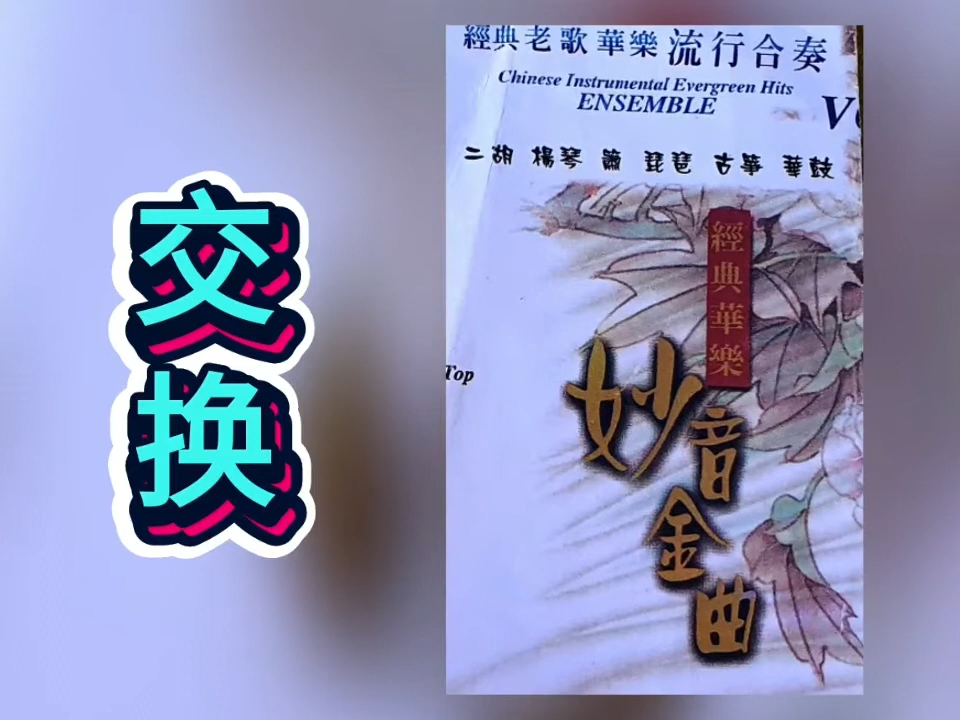 交换
經典老歌華樂流行合奏
Chinese Instrumental Evergreen Hits
ENSEMBLE
二胡 楊琴 簫 琵琶 古箏 華鼓
經典華樂
Top
妙音金曲